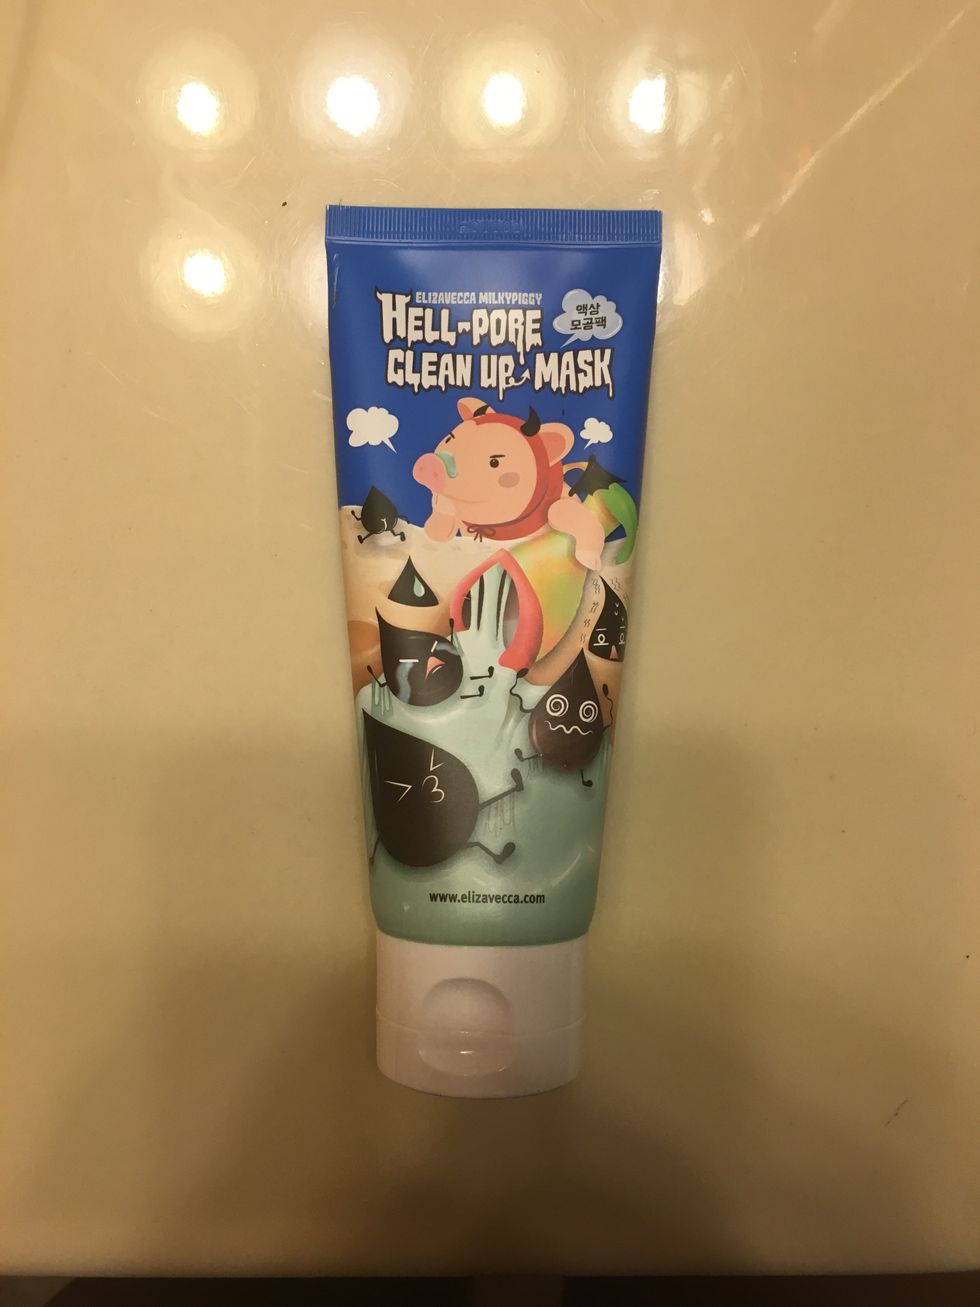 ELIZAVECCA MILKYPIGGY
HELL-PORE
CLEAN UP MASK
액상
모공팩
www.elizavecca.com